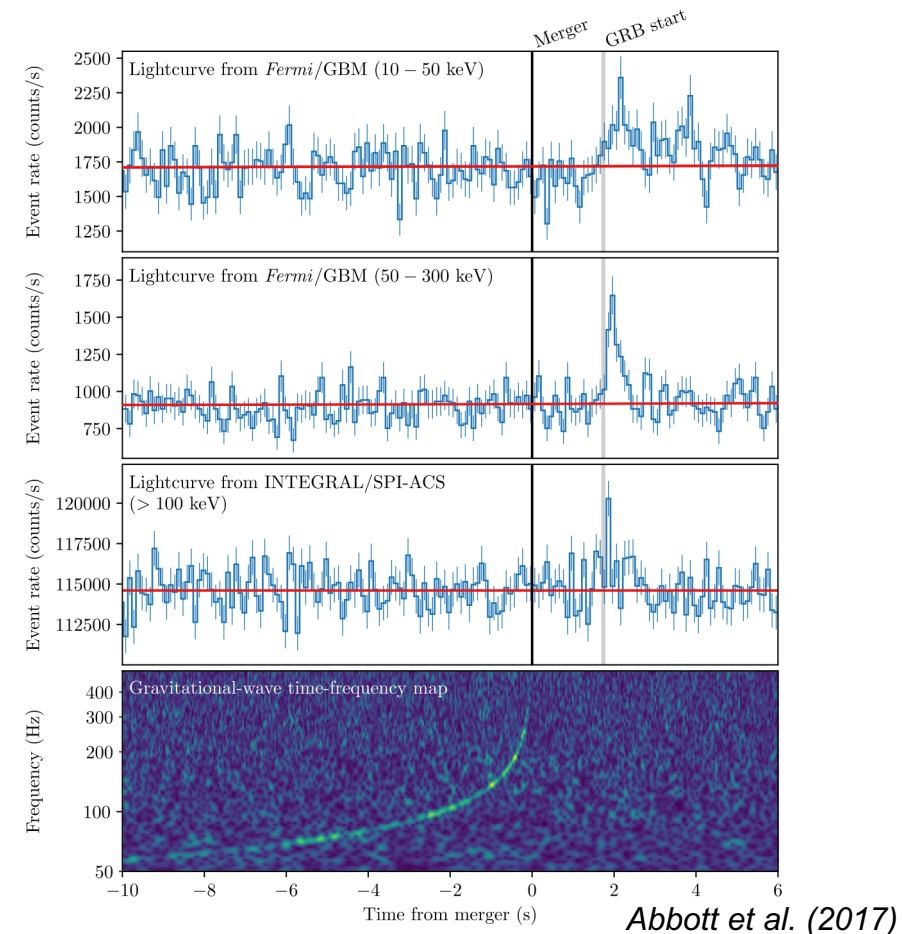 Merger
GRB start
Lightcurve from Fermi/GBM (10 − 50 keV)
Event rate (counts/s)
2500
2250
2000
1750
1500
1250
Lightcurve from Fermi/GBM (50 − 300 keV)
Event rate (counts/s)
1750
1500
1250
1000
750
Lightcurve from INTEGRAL/SPI-ACS
(> 100 keV)
Event rate (counts/s)
120000
117500
115000
112500
Gravitational-wave time-frequency map
Frequency (Hz)
400
300
200
100
50
−10 −8 −6 −4 −2 0 2 4 6
Time from merger (s)
Abbott et al. (2017)